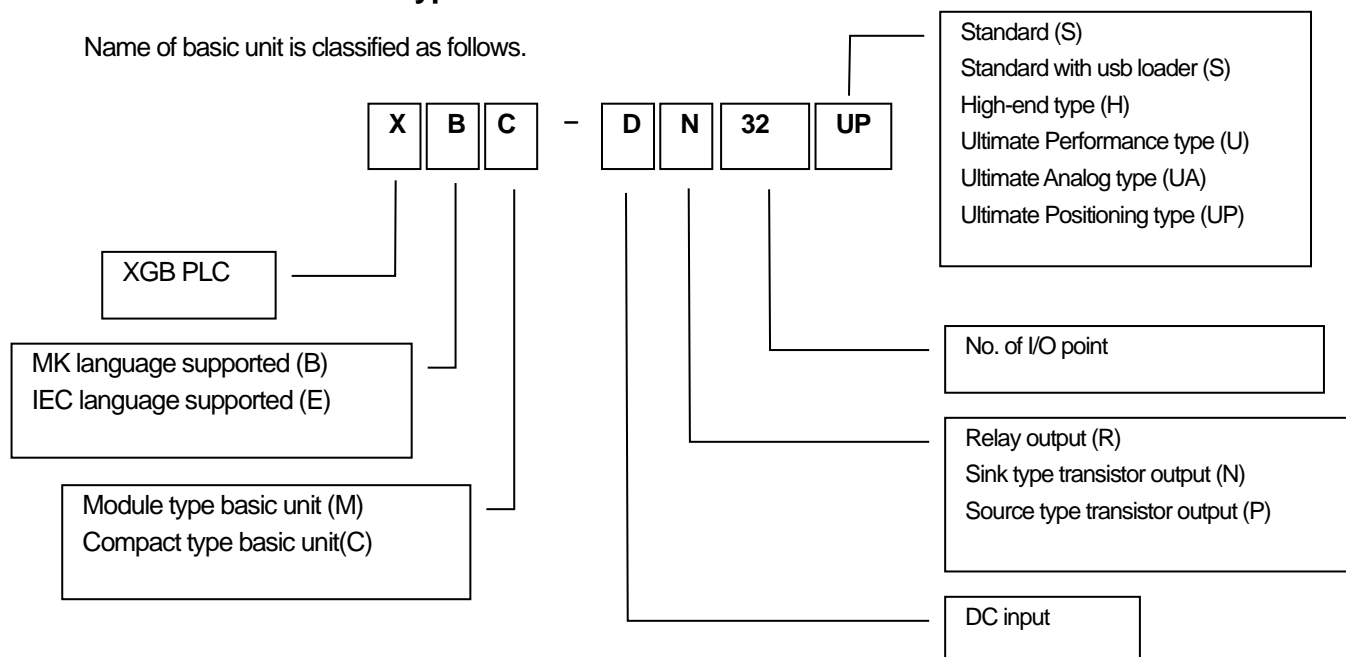 Name of basic unit is classified as follows.
X B C – D N 32 UP
Standard (S)
Standard with usb loader (S)
High-end type (H)
Ultimate Performance type (U)
Ultimate Analog type (UA)
Ultimate Positioning type (UP)
XGB PLC
MK language supported (B)
IEC language supported (E)
Module type basic unit (M)
Compact type basic unit(C)
No. of I/O point
Relay output (R)
Sink type transistor output (N)
Source type transistor output (P)
DC input